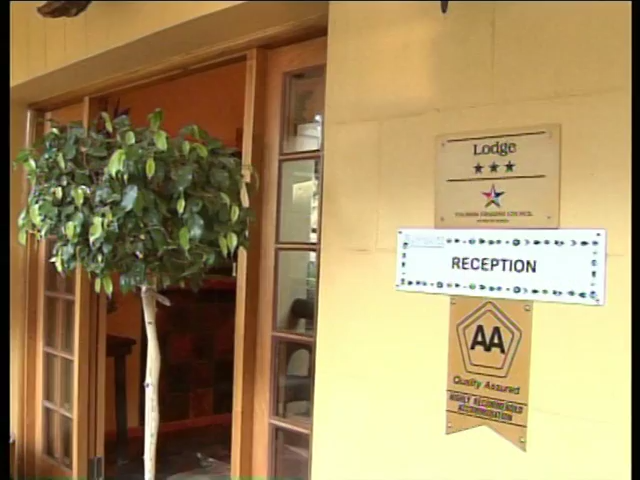 Lodge
TOURISM GRADING COUNCIL
RECEPTION
AA
Quality Assured
HIGHLY RECOMMENDED
ACCOMMODATION